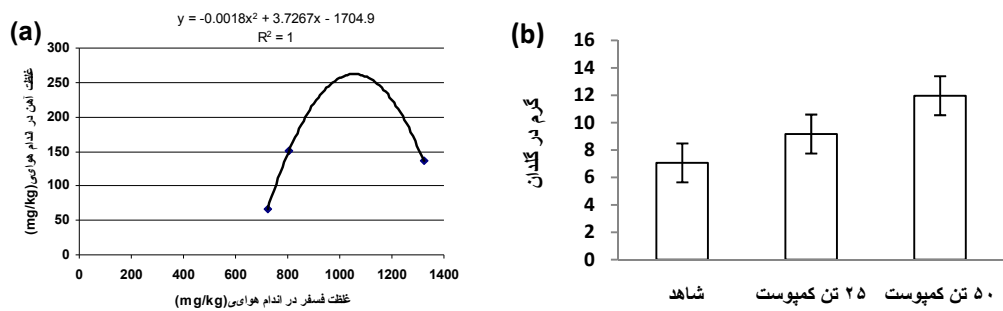 (a)
y = -0.0018x² + 3.7267x - 1704.9
R² = 1
300
250
200
150
100
50
0
0 200 400 600 800 1000 1200 1400
غلظت آهن در اندام هوایی(mg/kg)
غلظت فسفر در اندام هوایی(mg/kg)
(b)
16
14
12
10
8
6
4
2
0
گرم در گلدان
شاهد
۲۵ تن کمپوست
۵۰ تن کمپوست